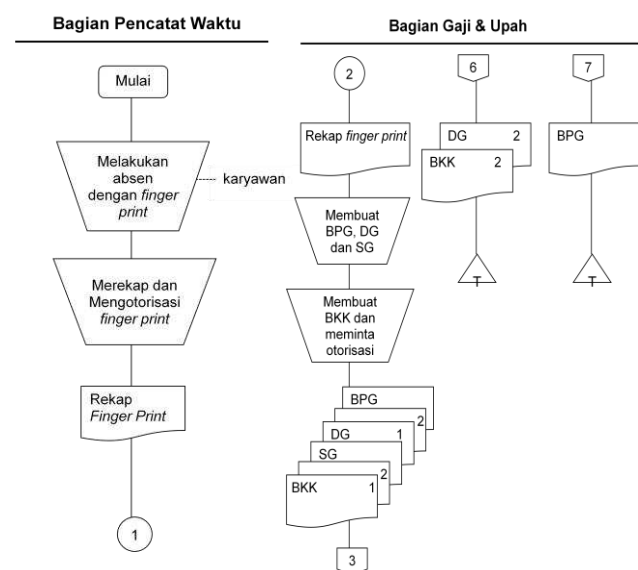 Bagian Pencatat Waktu
Mulai
Melakukan
absen
dengan finger
print
karyawan
Merekap dan
Mengotorisasi
finger print
Rekap
Finger Print
1
Bagian Gaji & Upah
2
Rekap finger print
Membuat
BPG, DG
dan SG
Membuat
BKK dan
meminta
otorisasi
BPG
2
DG 1
SG
2
BKK 1
3
6
DG 2
BKK 2
T
7
BPG
T